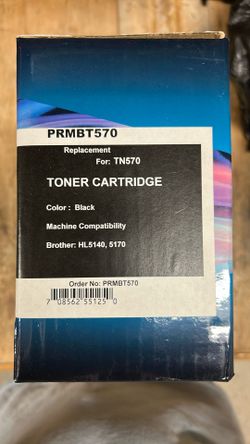 PRMBT570
Replacement
For: TN570
TONER CARTRIDGE
Color : Black
Machine Compatibility
Brother: HL5140, 5170
Order No: PRMBT570
7 08562 55125 0